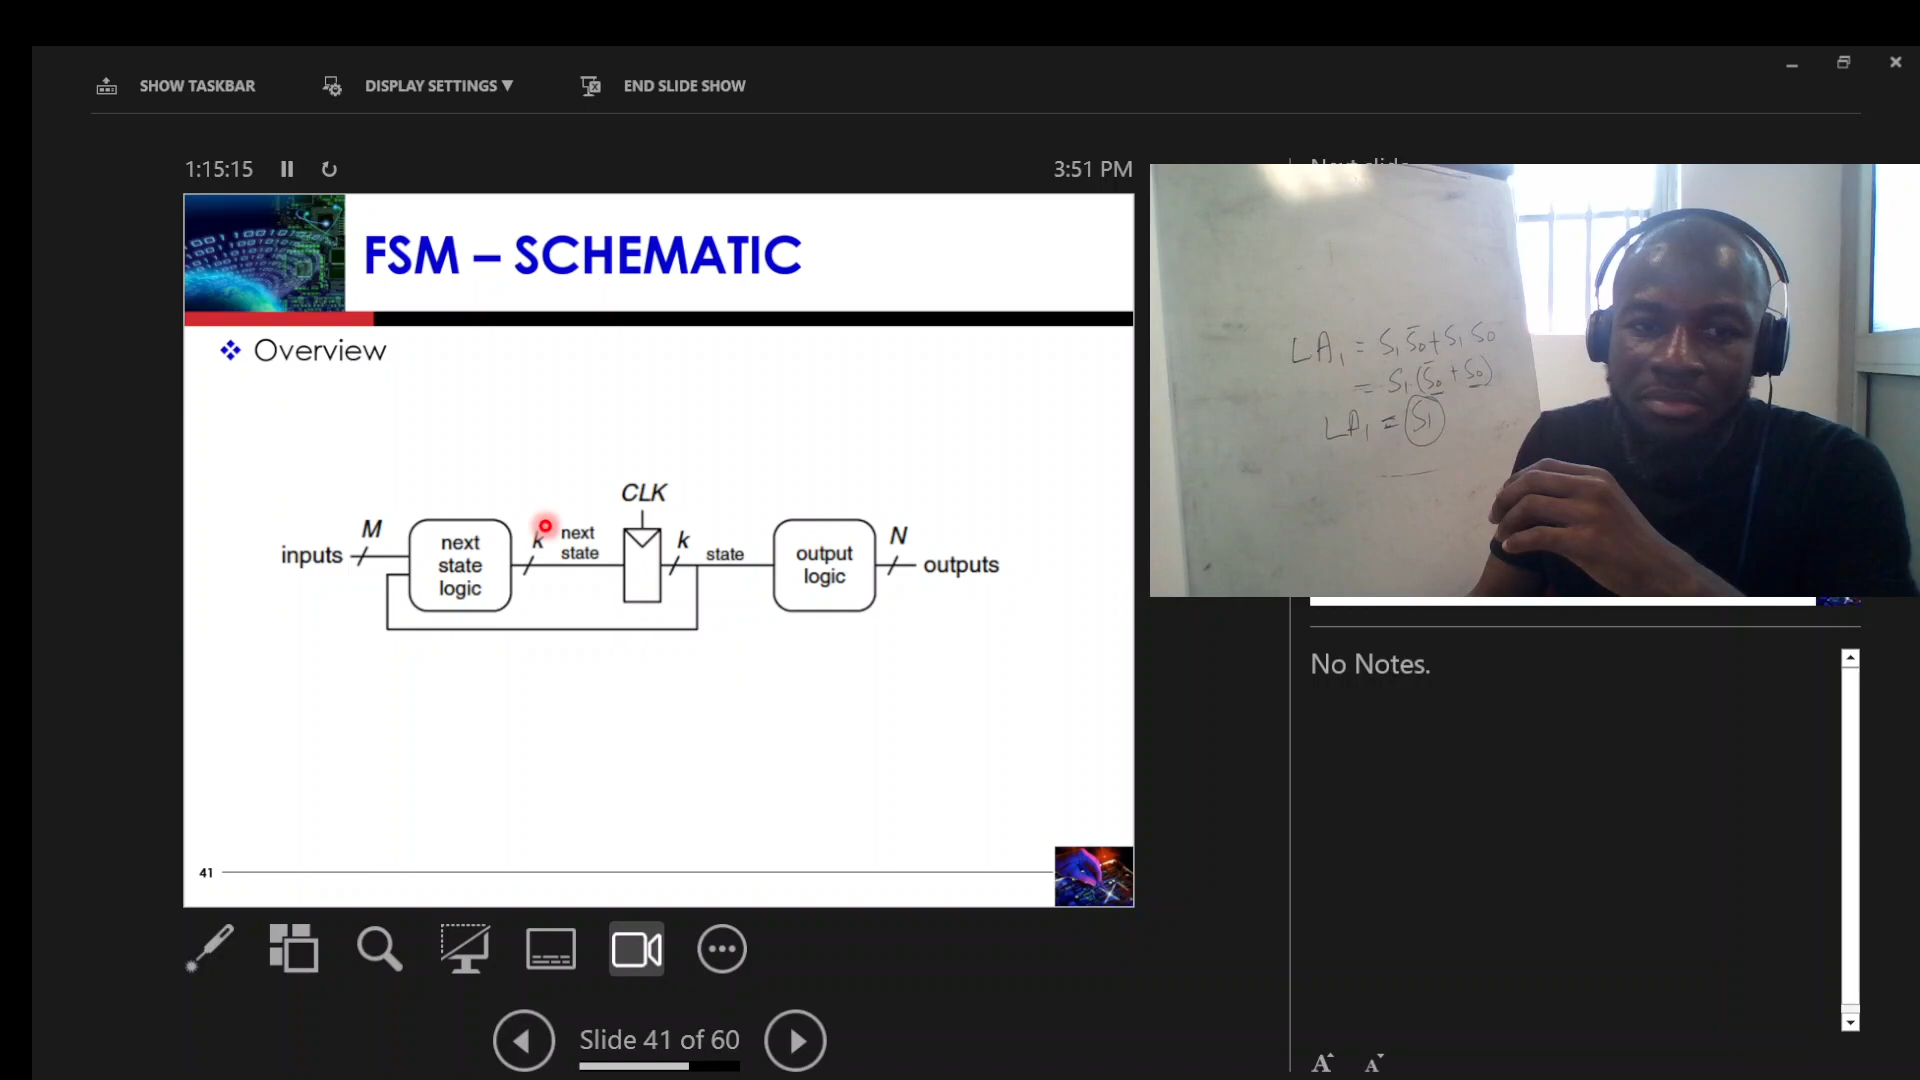 SHOW TASKBAR DISPLAY SETTINGS ▼ END SLIDE SHOW
1:15:15 3:51 PM
Next slide
FSM – SCHEMATIC
Overview
CLK
M k next k N
inputs next state logic state state output logic outputs
41
LA₁ = S₁S̄₀+S₁S₀
= S₁(S̄₀ + S₀)
LA₁ = S₁
No Notes.
Slide 41 of 60
A A